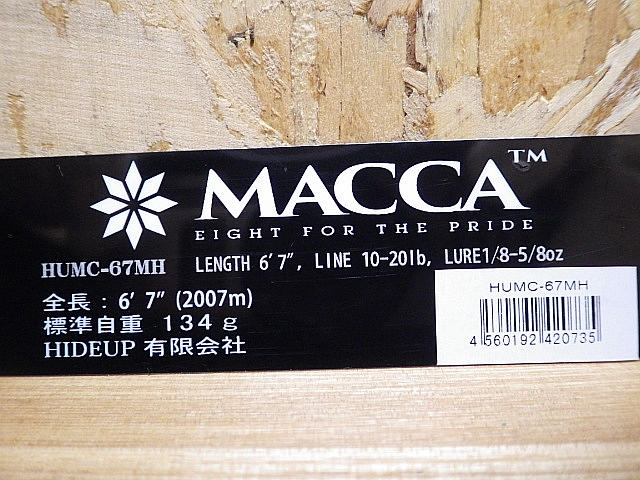 MACCA™
EIGHT FOR THE PRIDE
HUMC-67MH LENGTH 6’7”, LINE 10-20lb, LURE1/8-5/8oz
全長：6’7” (2007m)
標準自重 134g
HIDEUP 有限会社
HUMC-67MH
4 560192 420735